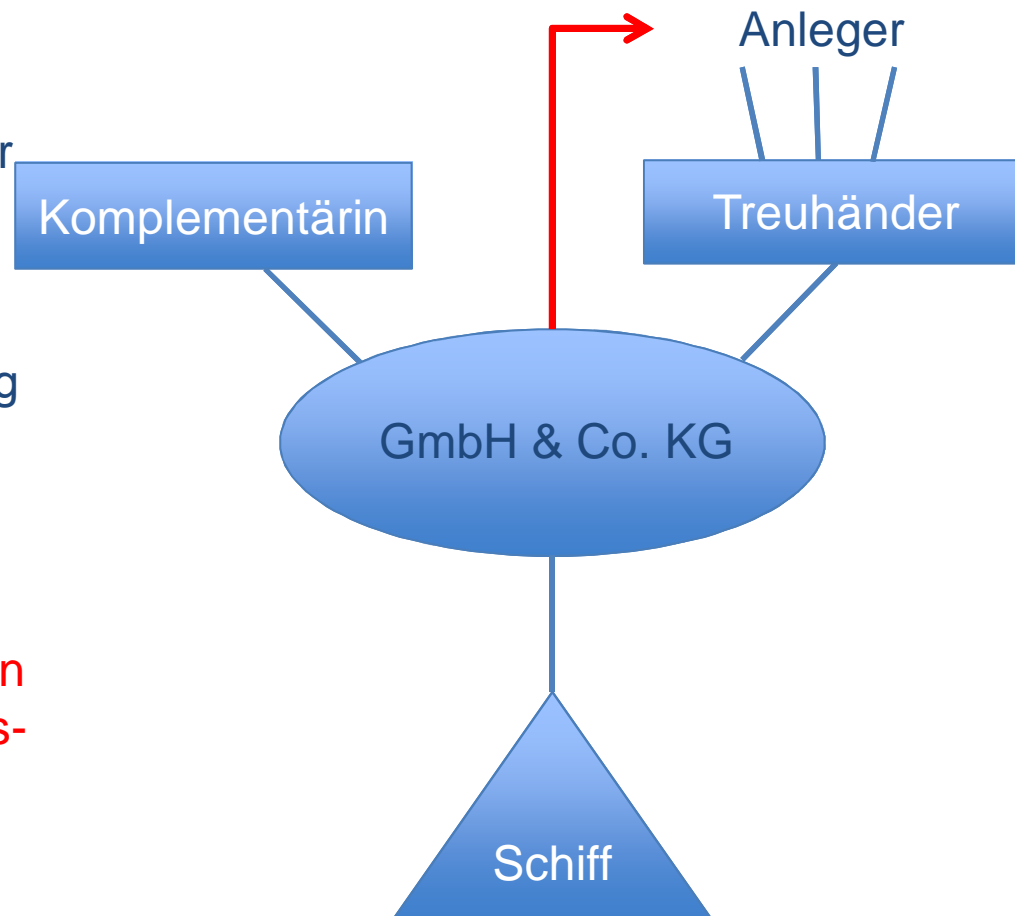 Anleger
r
Komplementärin
Treuhänder
g
GmbH & Co. KG
n
s-
Schiff